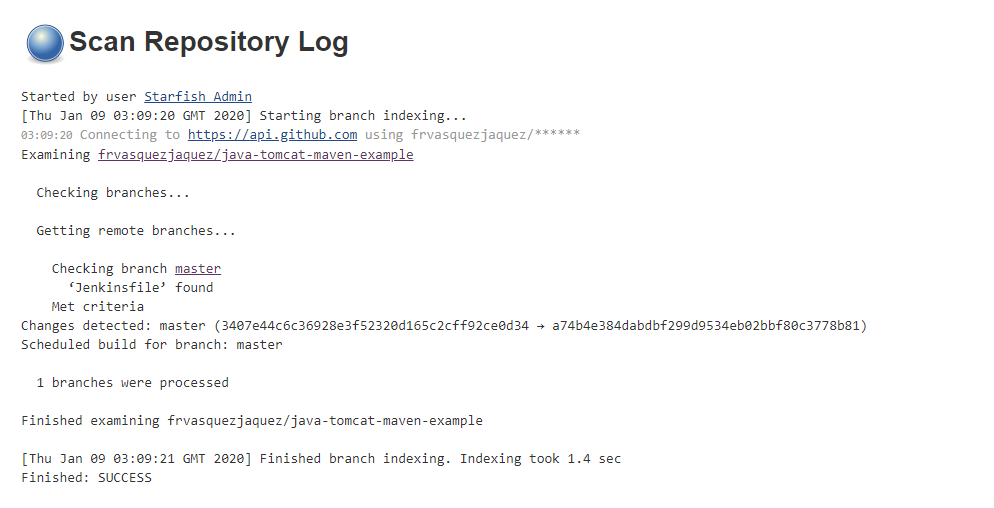 Scan Repository Log
Started by user Starfish Admin
[Thu Jan 09 03:09:20 GMT 2020] Starting branch indexing...
03:09:20 Connecting to https://api.github.com using frvasquezjaquez/******
Examining frvasquezjaquez/java-tomcat-maven-example
Checking branches...
Getting remote branches...
Checking branch master
‘Jenkinsfile’ found
Met criteria
Changes detected: master (3407e44c6c36928e3f52320d165c2cff92ce0d34 → a74b4e384dabdbf299d9534eb02bbf80c3778b81)
Scheduled build for branch: master
1 branches were processed
Finished examining frvasquezjaquez/java-tomcat-maven-example
[Thu Jan 09 03:09:21 GMT 2020] Finished branch indexing. Indexing took 1.4 sec
Finished: SUCCESS